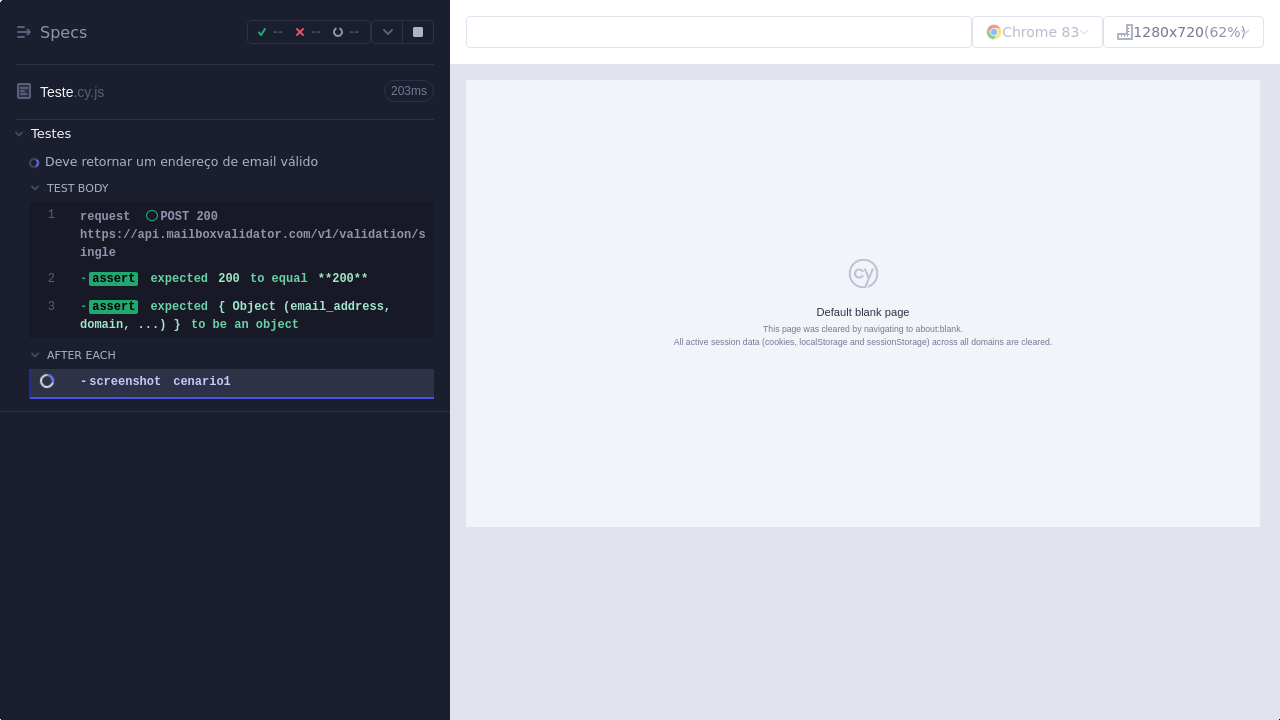 Specs
--
--
--
Teste.cy.js
203ms
Testes
Deve retornar um endereço de email válido
TEST BODY
1 request POST 200
https://api.mailboxvalidator.com/v1/validation/s
ingle
2 -assert expected 200 to equal **200**
3 -assert expected { Object (email_address,
domain, ...) } to be an object
AFTER EACH
-screenshot cenario1
Chrome 83
1280x720(62%)
cy
Default blank page
This page was cleared by navigating to about:blank.
All active session data (cookies, localStorage and sessionStorage) across all domains are cleared.